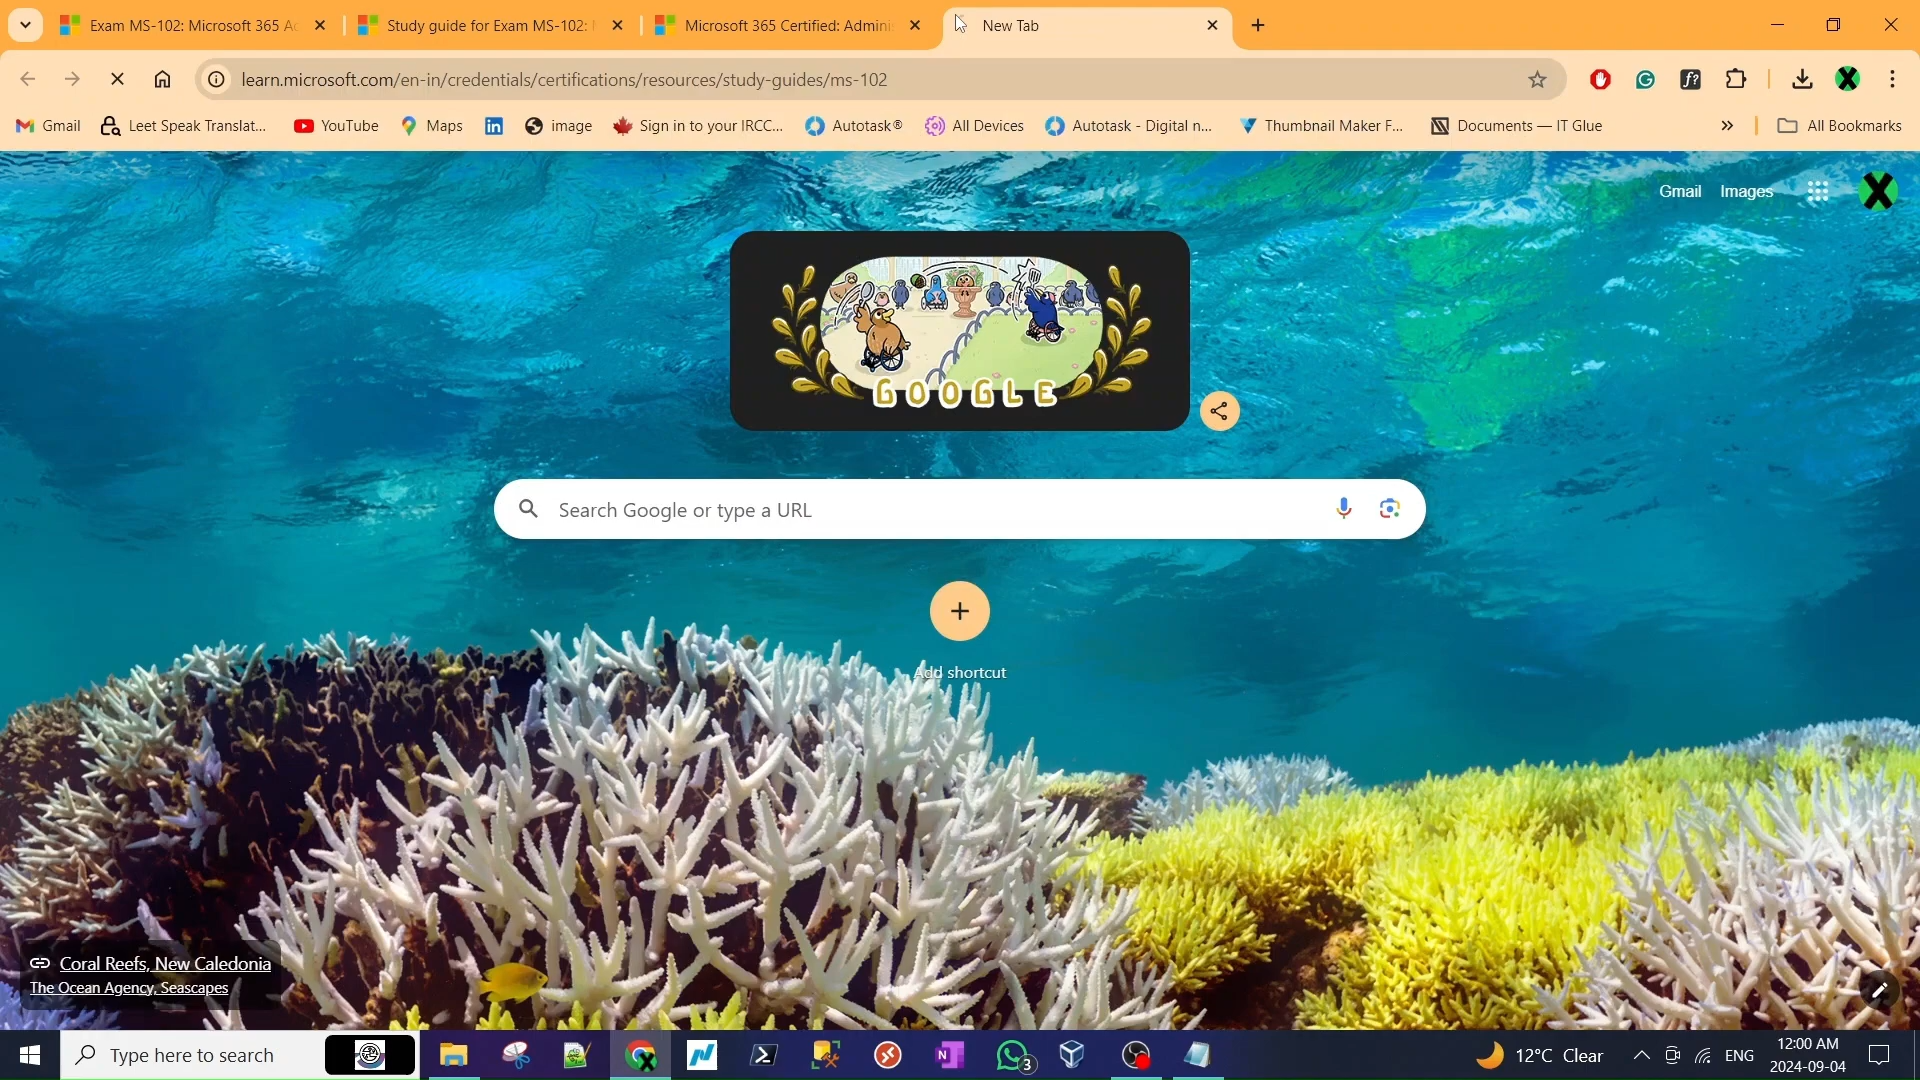 Exam MS-102: Microsoft 365 Ac
Study guide for Exam MS-102:
Microsoft 365 Certified: Adminis
New Tab
learn.microsoft.com/en-in/credentials/certifications/resources/study-guides/ms-102
Gmail
Leet Speak Translat...
YouTube
Maps
image
Sign in to your IRCC...
Autotask®
All Devices
Autotask - Digital n...
Thumbnail Maker F...
Documents — IT Glue
All Bookmarks
Gmail Images
GOOGLE
Search Google or type a URL
Add shortcut
Coral Reefs, New Caledonia
The Ocean Agency, Seascapes
Type here to search
3
12°C Clear
ENG
12:00 AM
2024-09-04